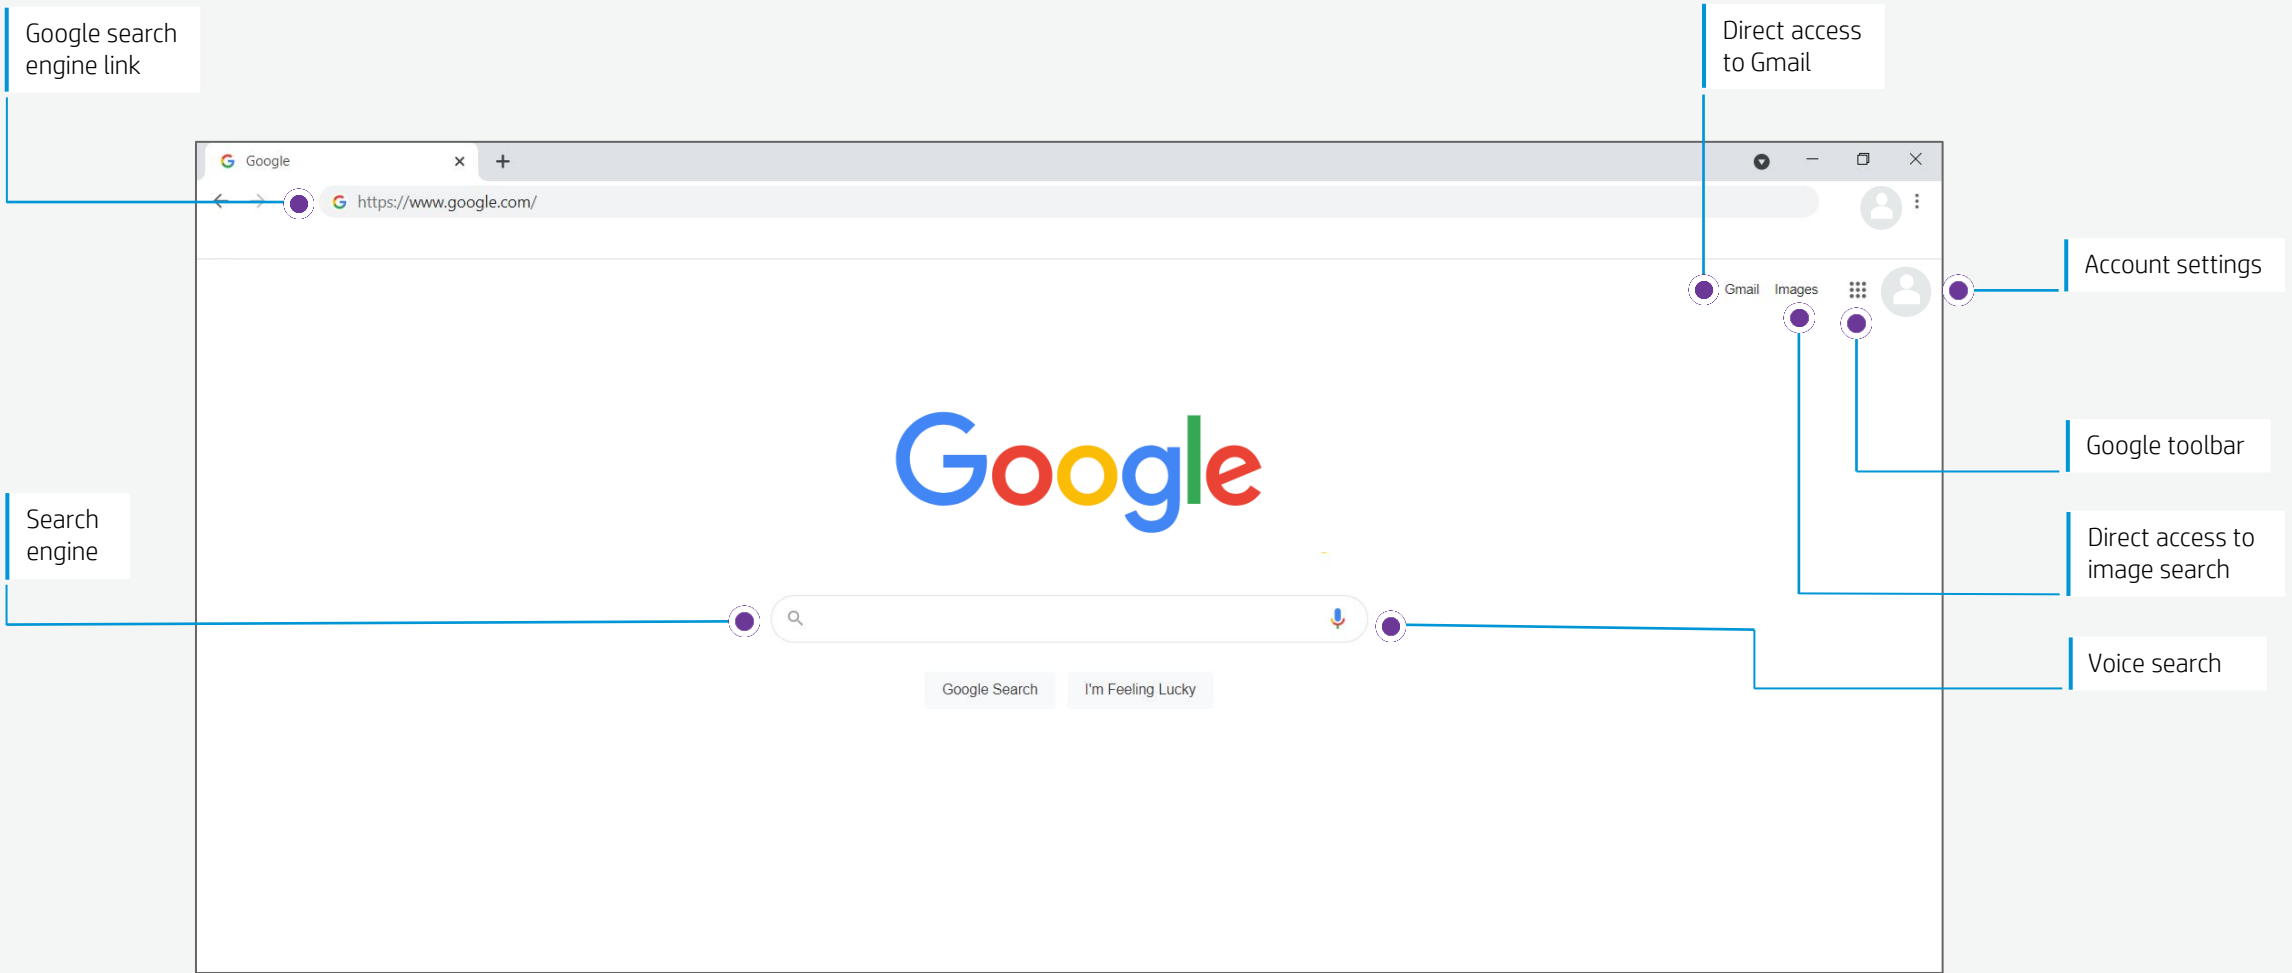 Google search
engine link
Direct access
to Gmail
Google
https://www.google.com/
Account settings
Gmail Images
Google
Google toolbar
Search
engine
Direct access to
image search
Voice search
Google Search I'm Feeling Lucky